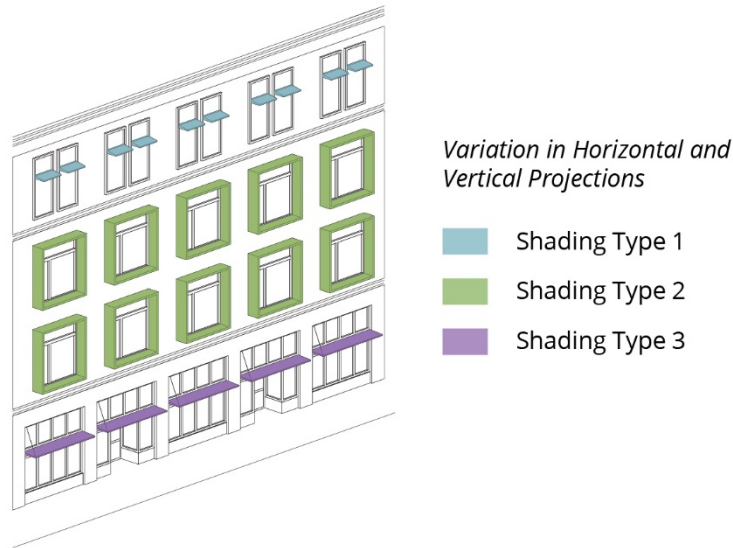 Variation in Horizontal and
Vertical Projections
Shading Type 1
Shading Type 2
Shading Type 3